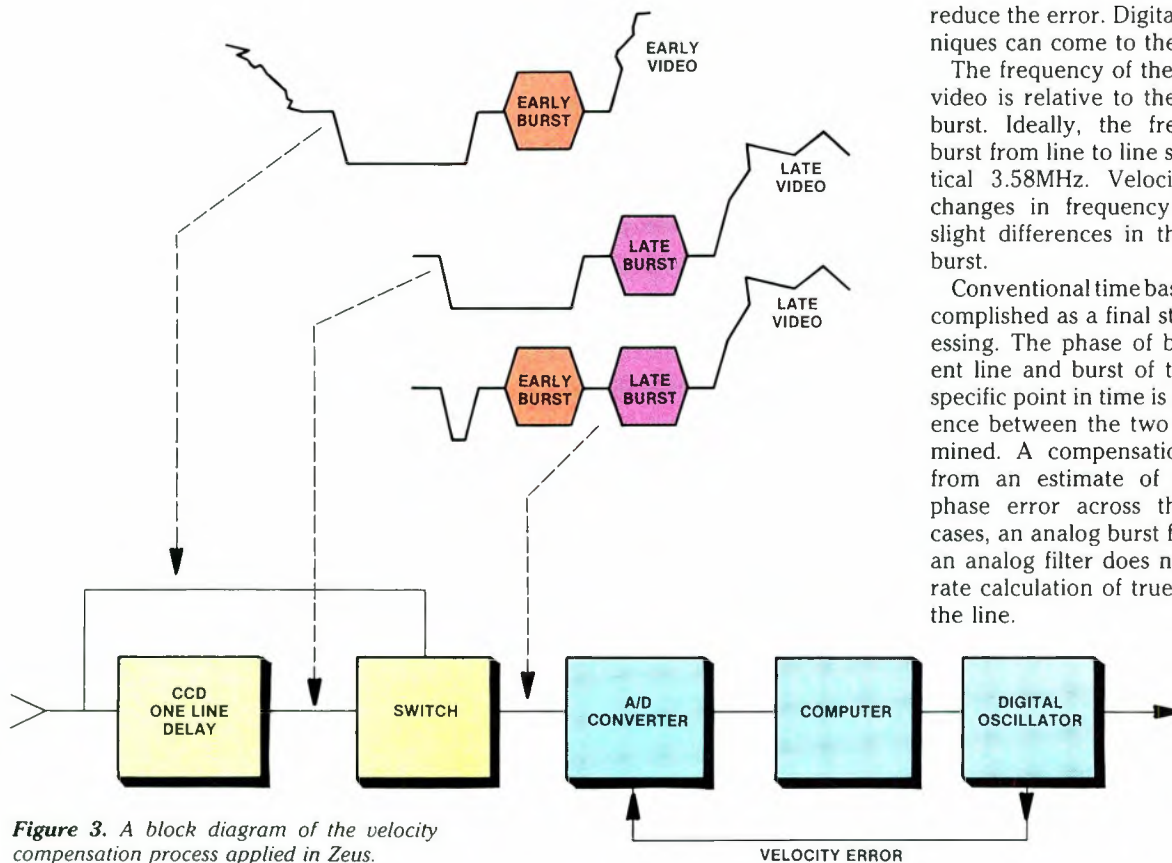 EARLY
VIDEO
EARLY
BURST
LATE
VIDEO
LATE
BURST
LATE
VIDEO
EARLY
BURST
LATE
BURST
reduce the error. Digita
niques can come to the
The frequency of the
video is relative to the
burst. Ideally, the fre
burst from line to line s
tical 3.58MHz. Veloci
changes in frequency
slight differences in th
burst.
Conventional time bas
complished as a final st
essing. The phase of b
ent line and burst of t
specific point in time is
ence between the two
mined. A compensatio
from an estimate of
phase error across th
cases, an analog burst f
an analog filter does n
rate calculation of true
the line.
CCD
ONE LINE
DELAY
SWITCH
A/D
CONVERTER
COMPUTER
DIGITAL
OSCILLATOR
VELOCITY ERROR
Figure 3. A block diagram of the velocity
compensation process applied in Zeus.